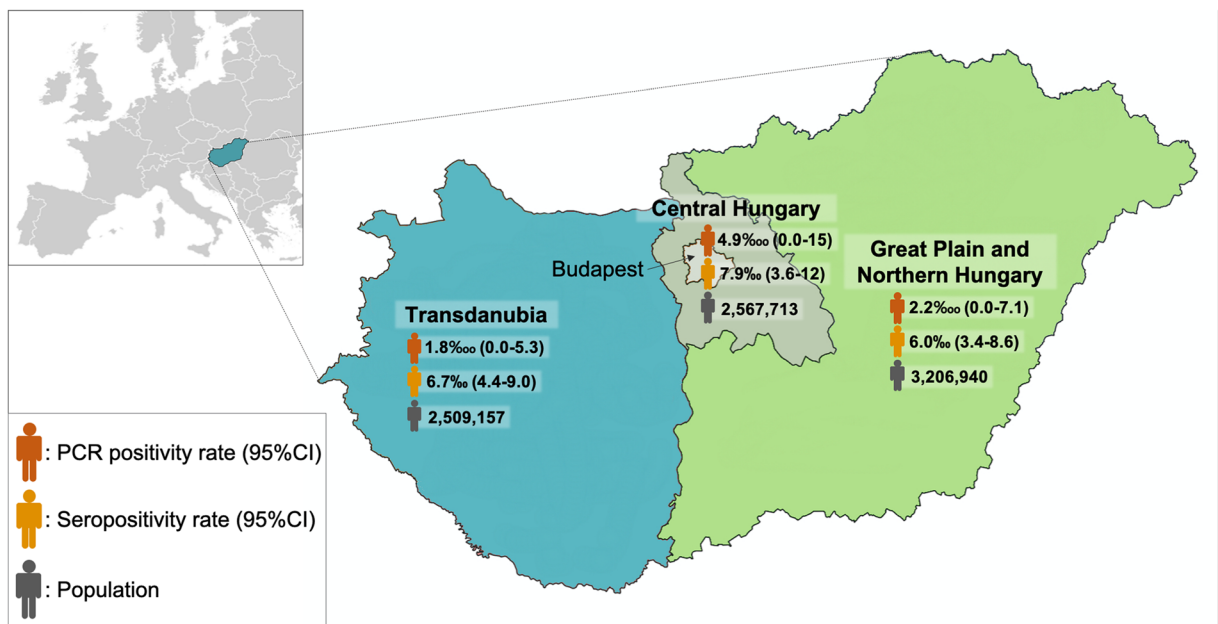 Central Hungary
4.9‱ (0.0-15)
7.9‰ (3.6-12)
2,567,713
Budapest
Great Plain and
Northern Hungary
2.2‱ (0.0-7.1)
6.0‰ (3.4-8.6)
3,206,940
Transdanubia
1.8‱ (0.0-5.3)
6.7‰ (4.4-9.0)
2,509,157
: PCR positivity rate (95%CI)
: Seropositivity rate (95%CI)
: Population